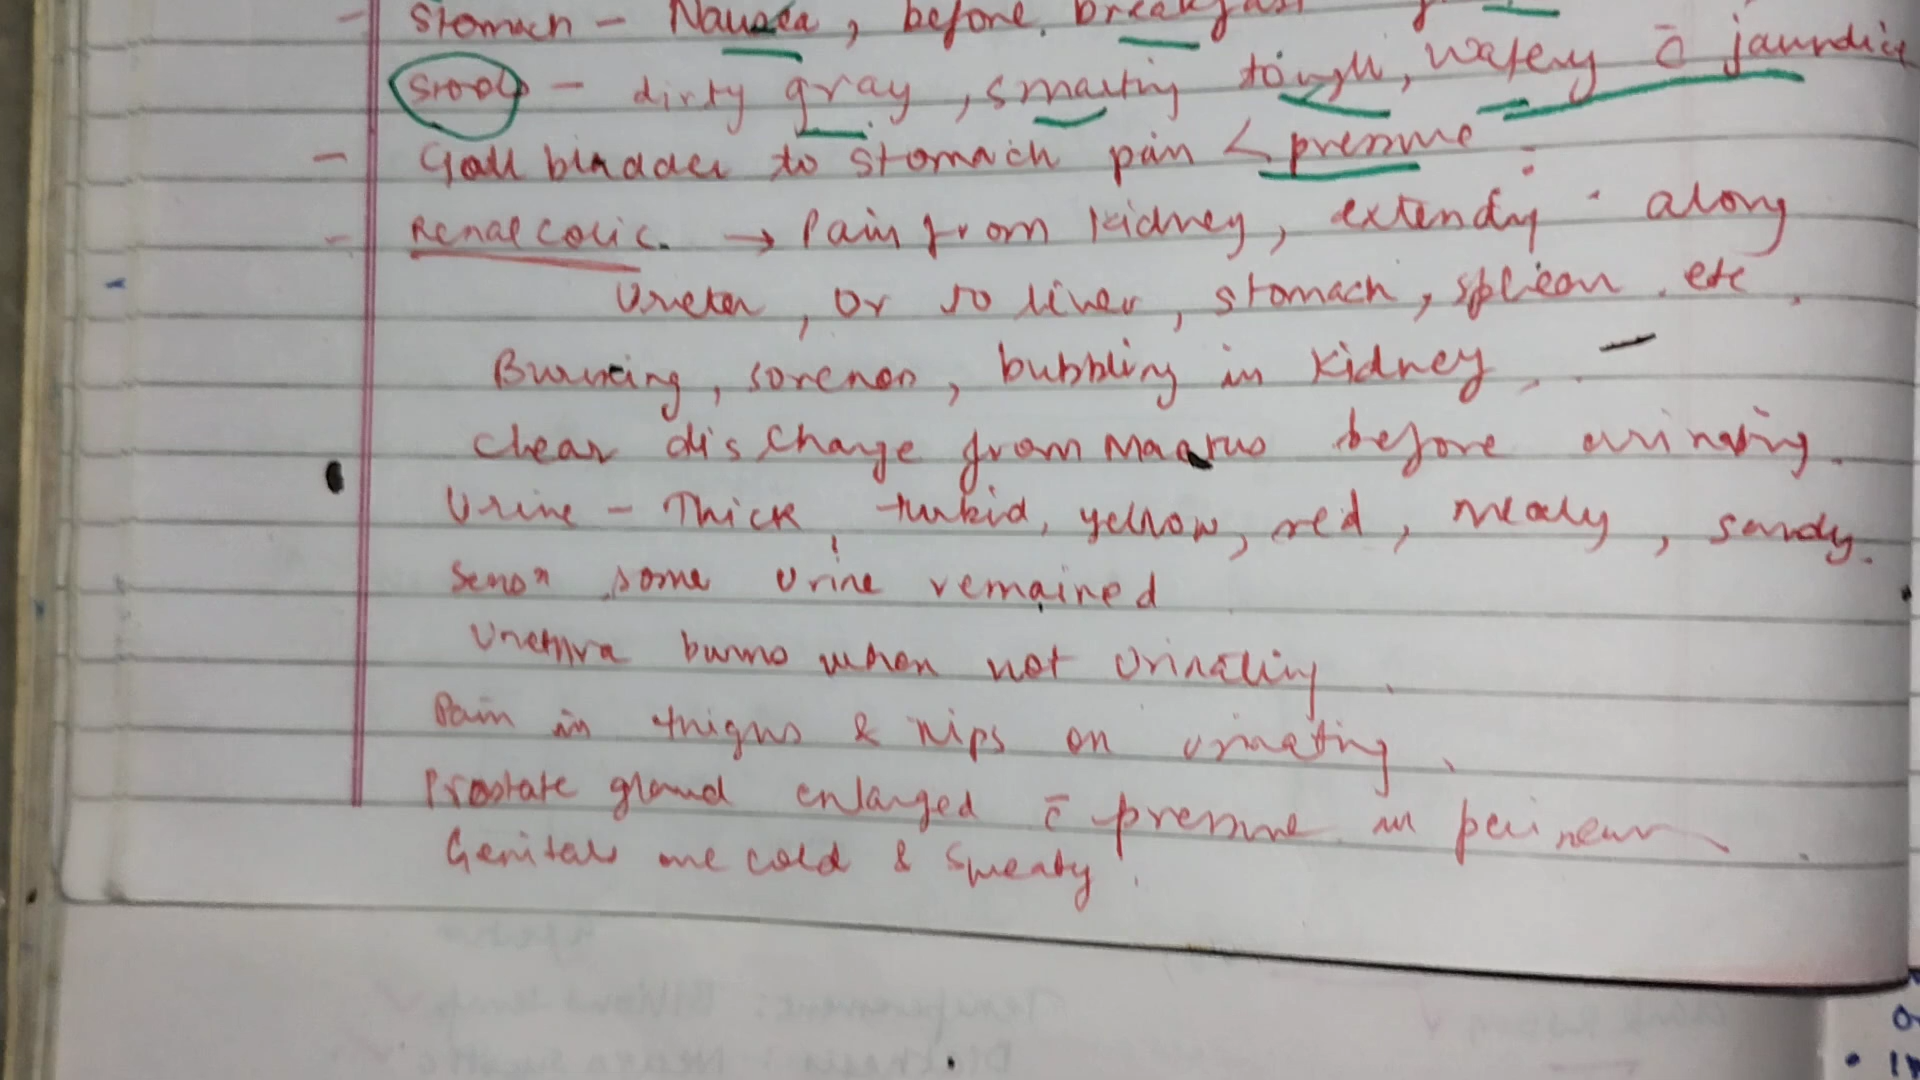 - Stomach - Nausea, before breakfast
Stools - dirty gray, smarting tough, watery c̄ jaundice
- Gall bladder to stomach pain < pressure
- Renal colic. → Pain from kidney, extending along
Ureter, or to liver, stomach, spleen. etc.
Burning, soreness, bubbling in kidney. -
Clear discharge from Meatus before urinating.
Urine - Thick, turbid, yellow, red, mealy, sandy.
Sensn some urine remained
Urethra burns when not urinating.
Pain in thighs & hips on urinating.
Prostate gland enlarged c̄ pressure in perineum.
Genitals are cold & Sweaty.